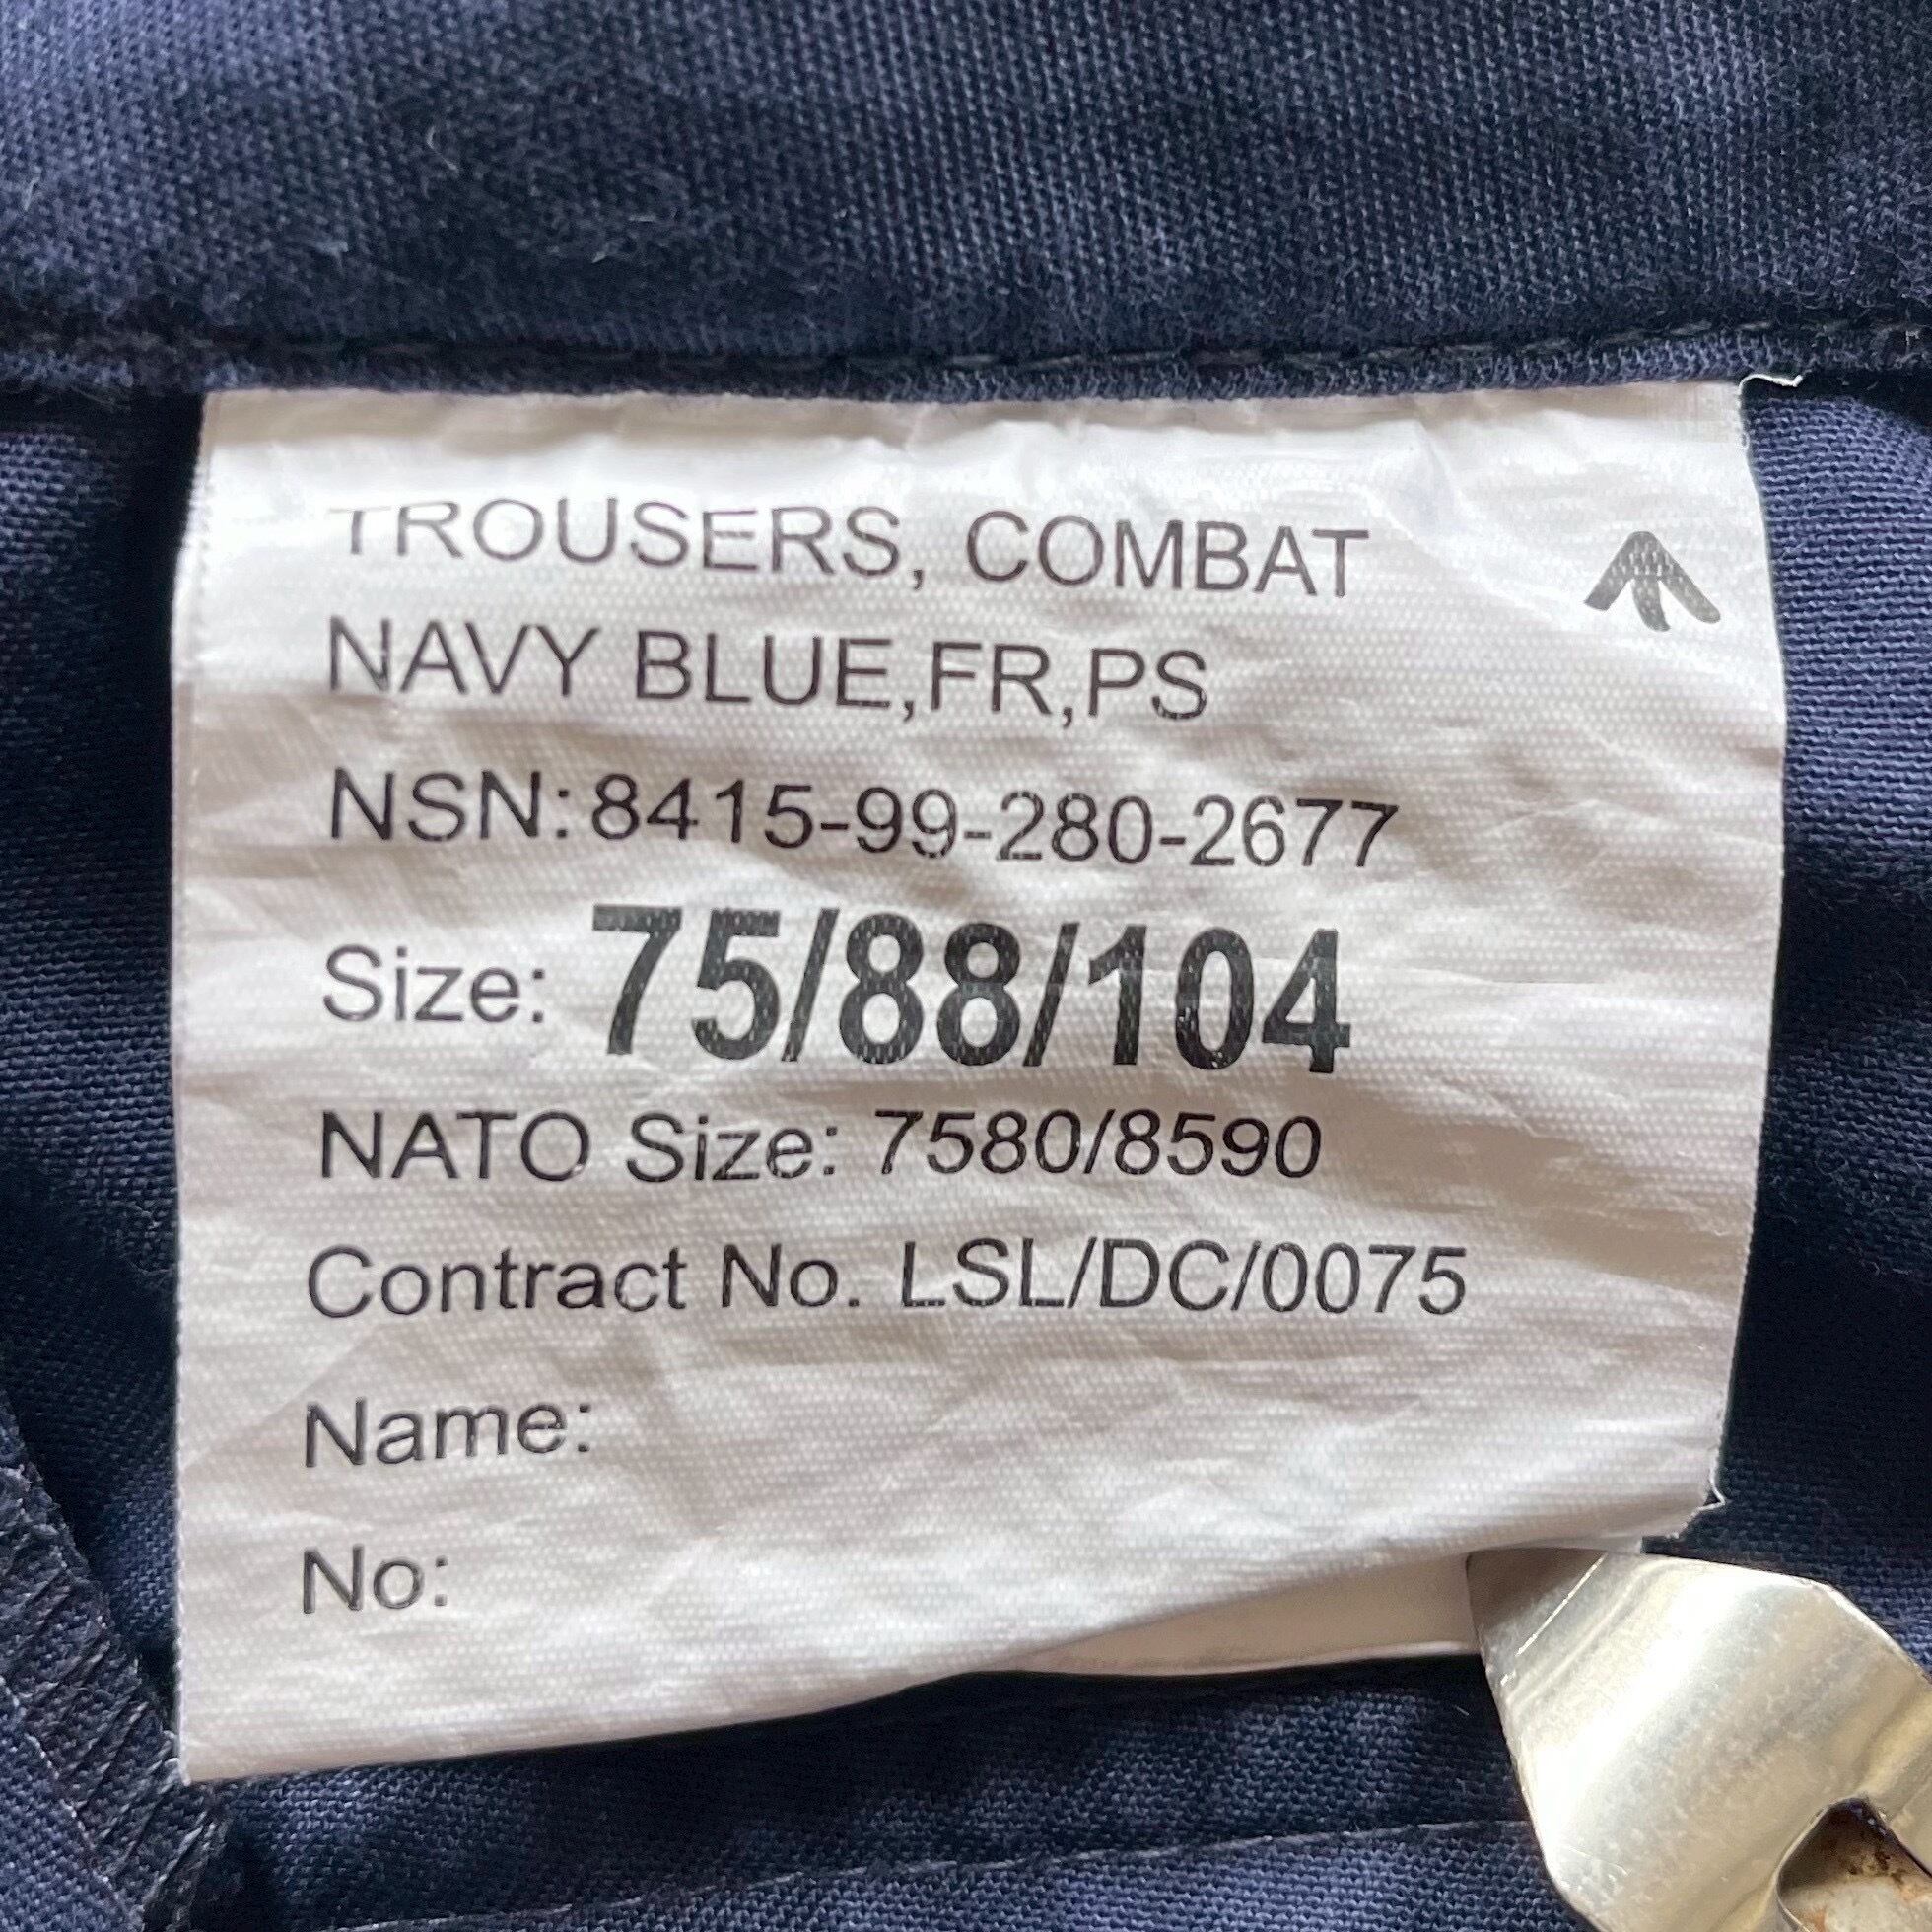 TROUSERS, COMBAT
NAVY BLUE,FR,PS
NSN:8415-99-280-2677
Size: 75/88/104
NATO Size: 7580/8590
Contract No. LSL/DC/0075
Name:
No: